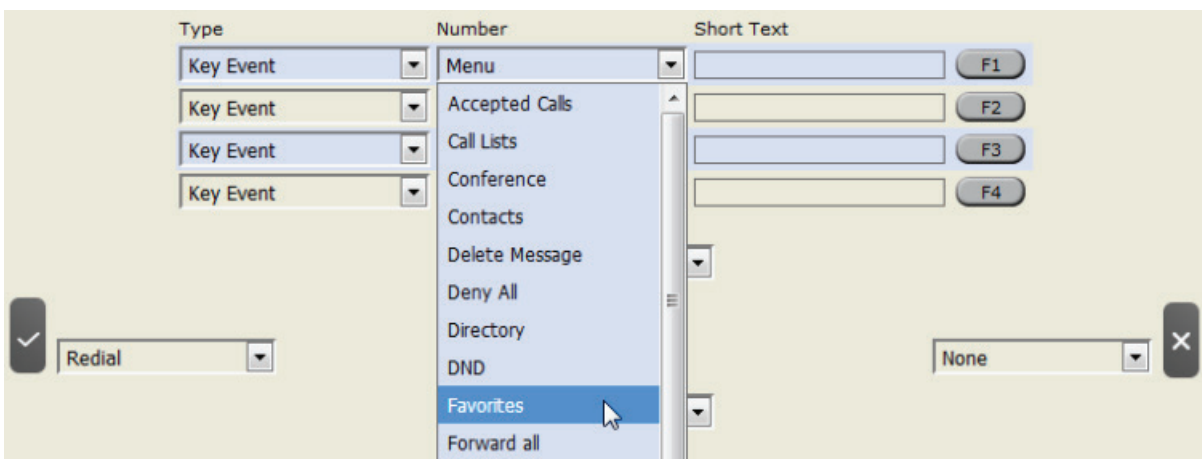 Type Number Short Text
Key Event Menu F1
Key Event Accepted Calls F2
Call Lists
Key Event Conference F3
Key Event Contacts F4
Delete Message
Deny All
Directory
Redial DND None
Favorites
Forward all